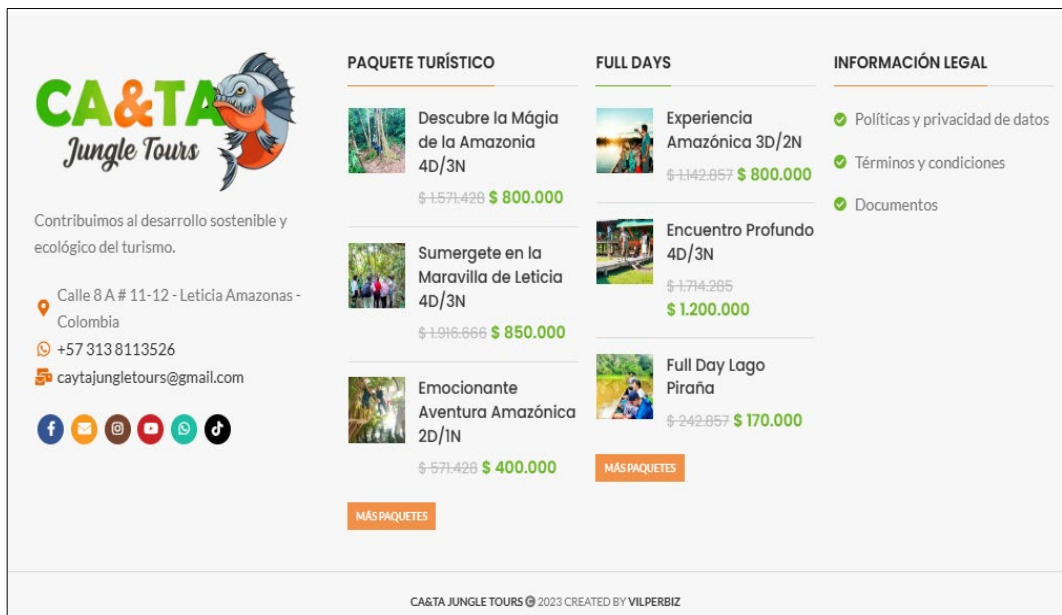 CA&TA
Jungle Tours
Contribuimos al desarrollo sostenible y
ecológico del turismo.
Calle 8 A # 11-12 - Leticia Amazonas -
Colombia
+57 313 8113526
caytajungletours@gmail.com
PAQUETE TURÍSTICO
Descubre la Mágia
de la Amazonia
4D/3N
$ 1.571.428 $ 800.000
Sumergete en la
Maravilla de Leticia
4D/3N
$ 1.916.666 $ 850.000
Emocionante
Aventura Amazónica
2D/1N
$ 571.428 $ 400.000
MÁS PAQUETES
FULL DAYS
Experiencia
Amazónica 3D/2N
$ 1.142.857 $ 800.000
Encuentro Profundo
4D/3N
$ 1.714.285
$ 1.200.000
Full Day Lago
Piraña
$ 242.857 $ 170.000
MÁS PAQUETES
INFORMACIÓN LEGAL
Políticas y privacidad de datos
Términos y condiciones
Documentos
CA&TA JUNGLE TOURS © 2023 CREATED BY VILPERBIZ